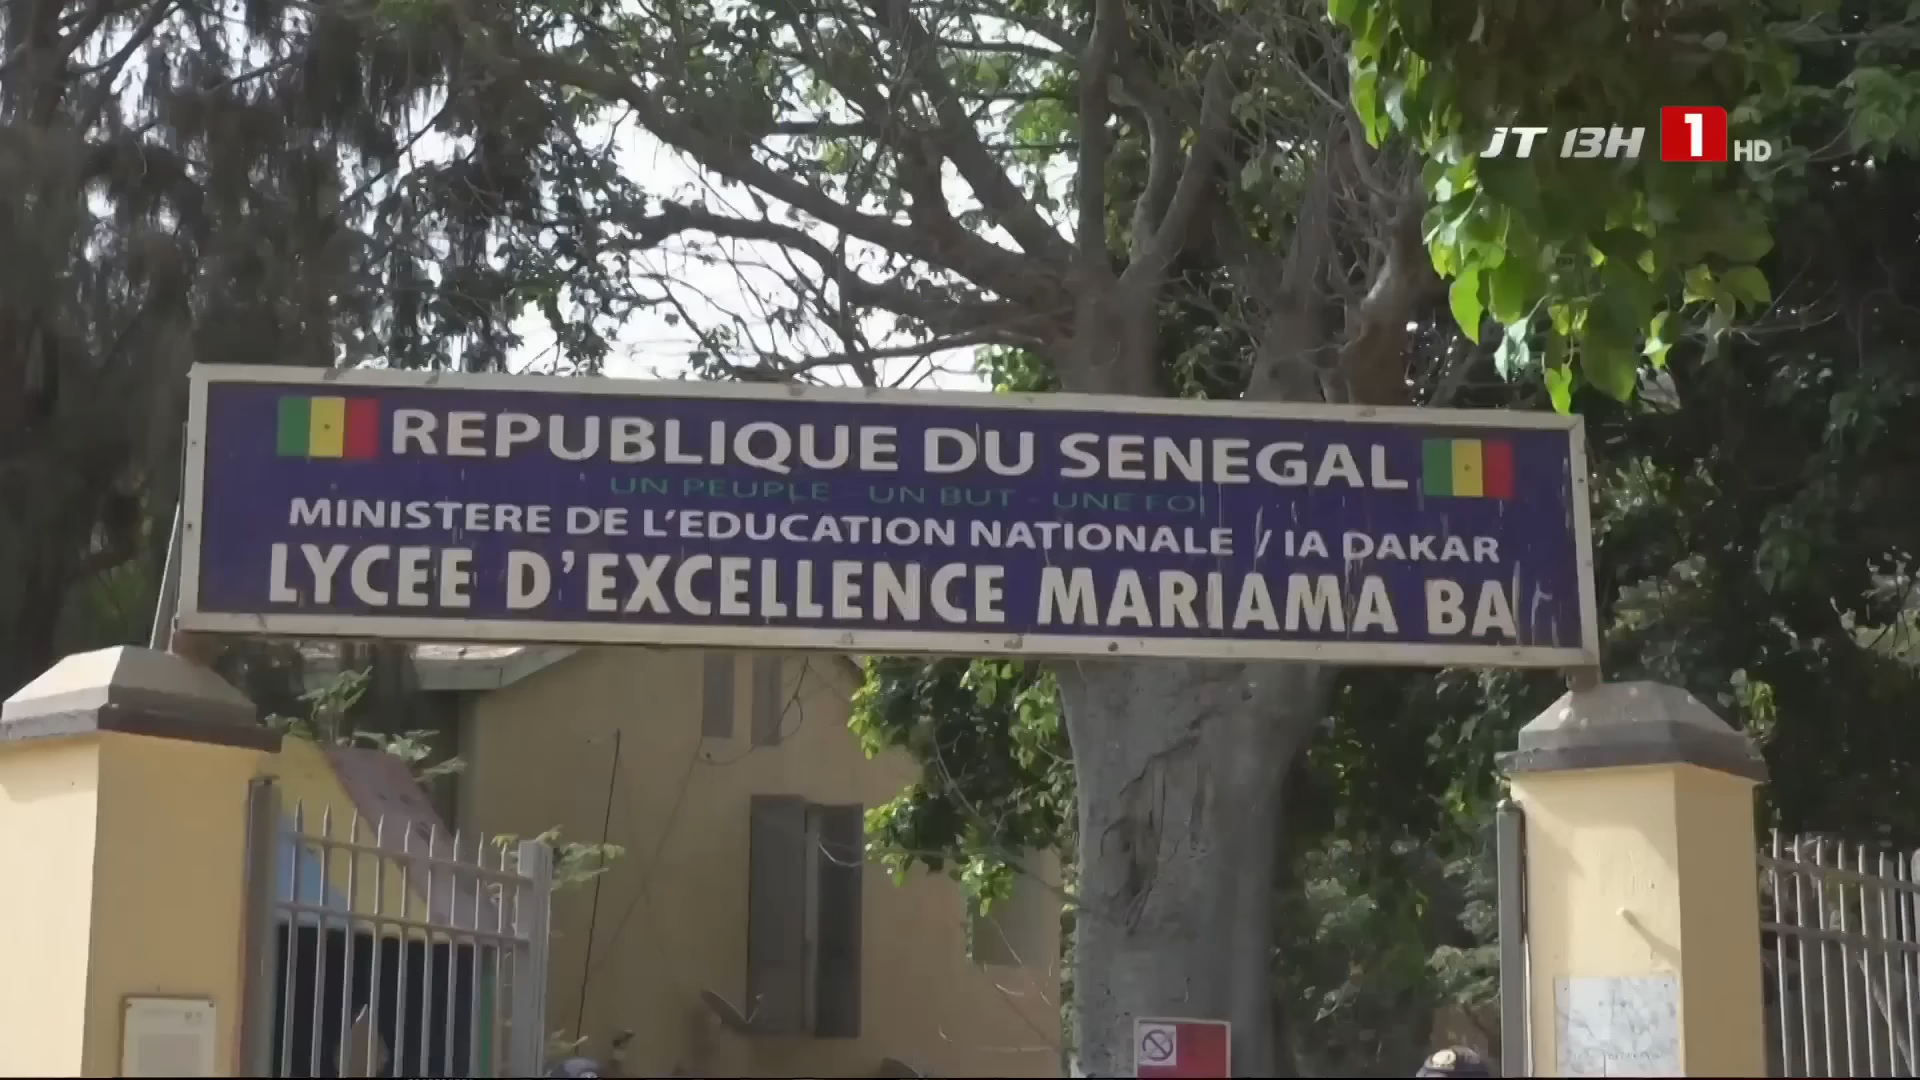 JT 13H 1 HD
REPUBLIQUE DU SENEGAL
UN PEUPLE - UN BUT - UNE FOI
MINISTERE DE L'EDUCATION NATIONALE / IA DAKAR
LYCEE D'EXCELLENCE MARIAMA BA